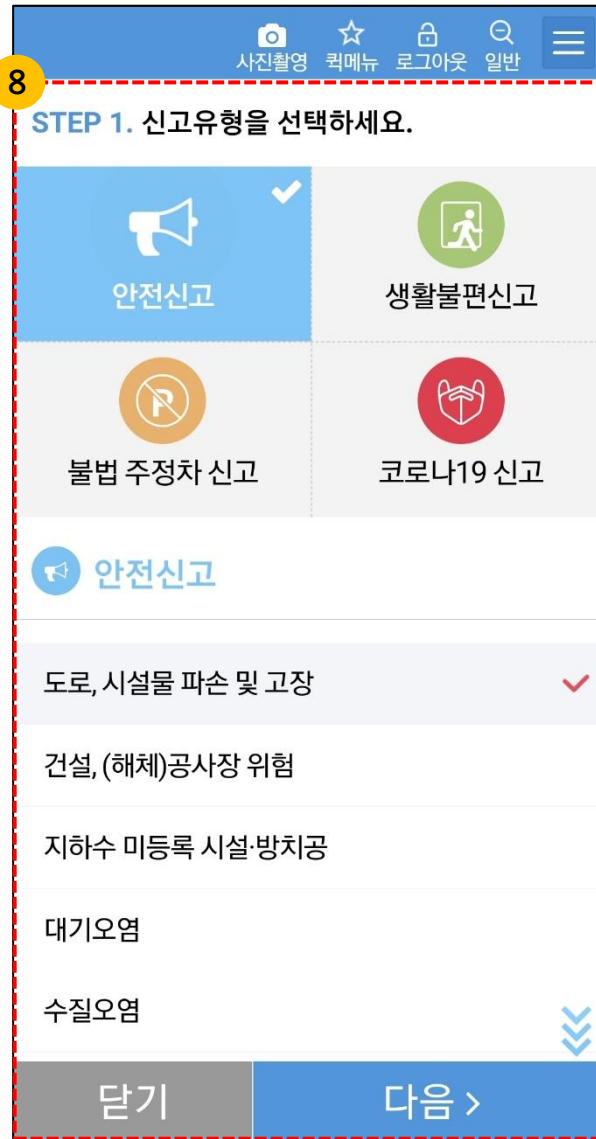 사진촬영 퀵메뉴 로그아웃 일반
8
STEP 1. 신고유형을 선택하세요.
안전신고 생활불편신고
불법 주정차 신고 코로나19 신고
안전신고
도로, 시설물 파손 및 고장
건설, (해체)공사장 위험
지하수 미등록 시설·방치공
대기오염
수질오염
닫기 다음 >